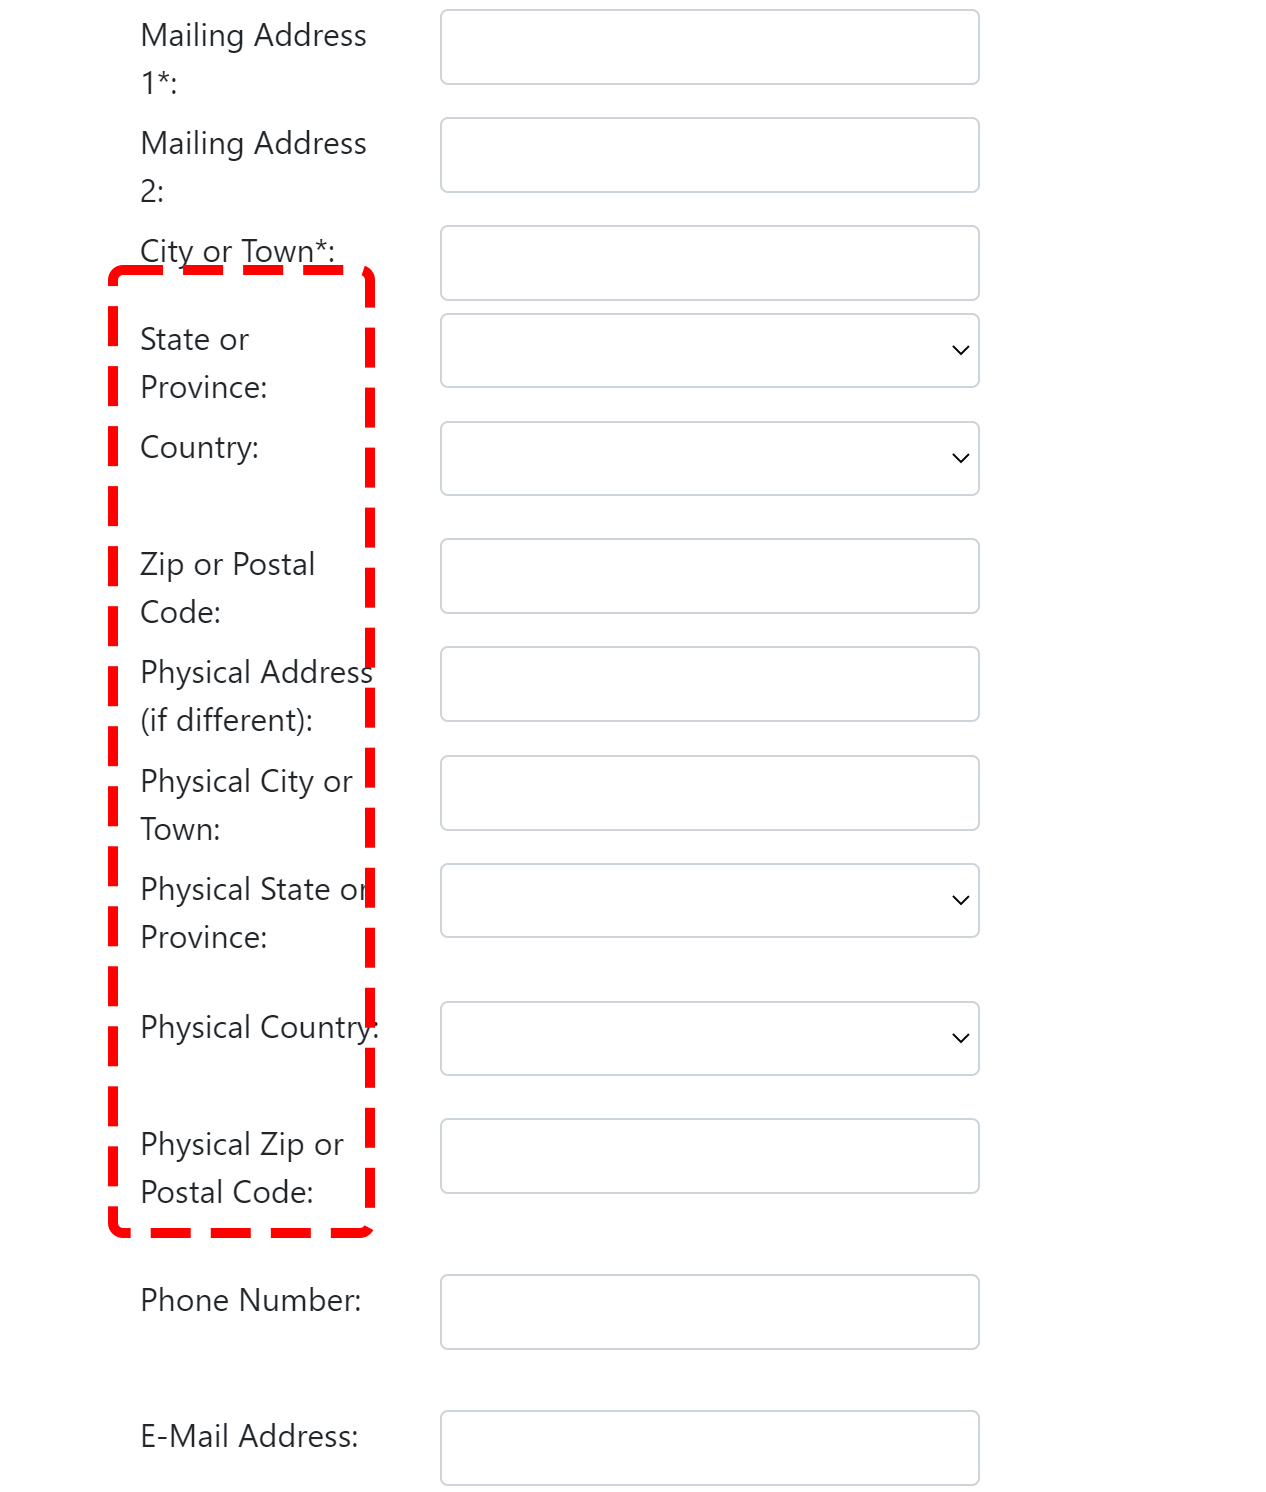 Mailing Address
1*:
Mailing Address
2:
City or Town*:
State or
Province:
Country:
Zip or Postal
Code:
Physical Address
(if different):
Physical City or
Town:
Physical State or
Province:
Physical Country:
Physical Zip or
Postal Code:
Phone Number:
E-Mail Address: